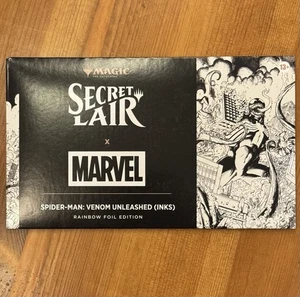 MAGIC
SECRET
LAIR
X
MARVEL
SPIDER-MAN: VENOM UNLEASHED (INKS)
RAINBOW FOIL EDITION